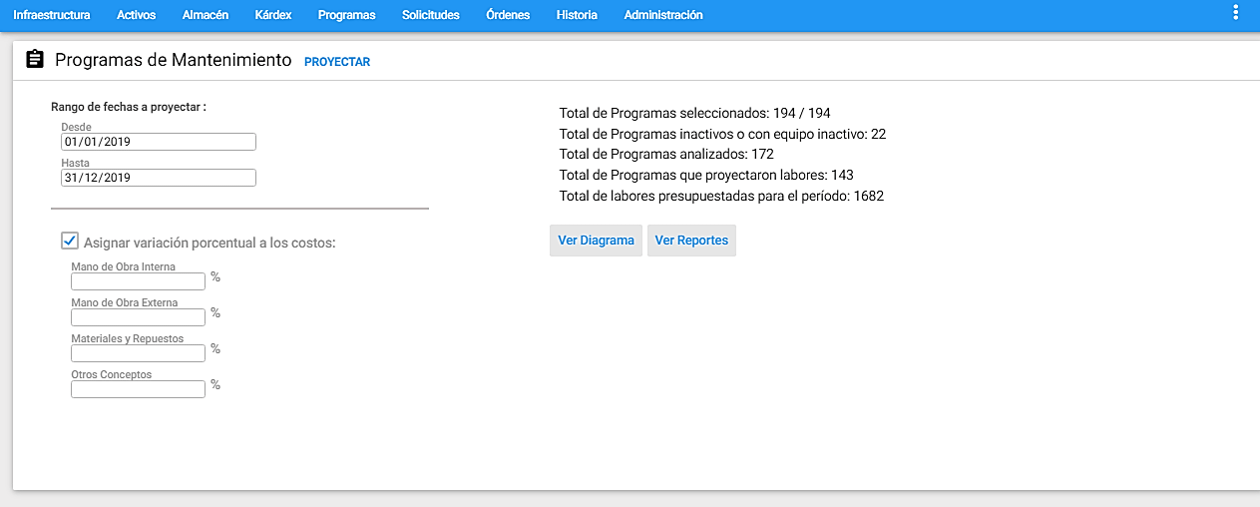 Infraestructura Activos Almacén Kárdex Programas Solicitudes Órdenes Historia Administración
Programas de Mantenimiento PROYECTAR
Rango de fechas a proyectar :
Desde
01/01/2019
Hasta
31/12/2019
Asignar variación porcentual a los costos:
Mano de Obra Interna
%
Mano de Obra Externa
%
Materiales y Repuestos
%
Otros Conceptos
%
Total de Programas seleccionados: 194 / 194
Total de Programas inactivos o con equipo inactivo: 22
Total de Programas analizados: 172
Total de Programas que proyectaron labores: 143
Total de labores presupuestadas para el período: 1682
Ver Diagrama Ver Reportes